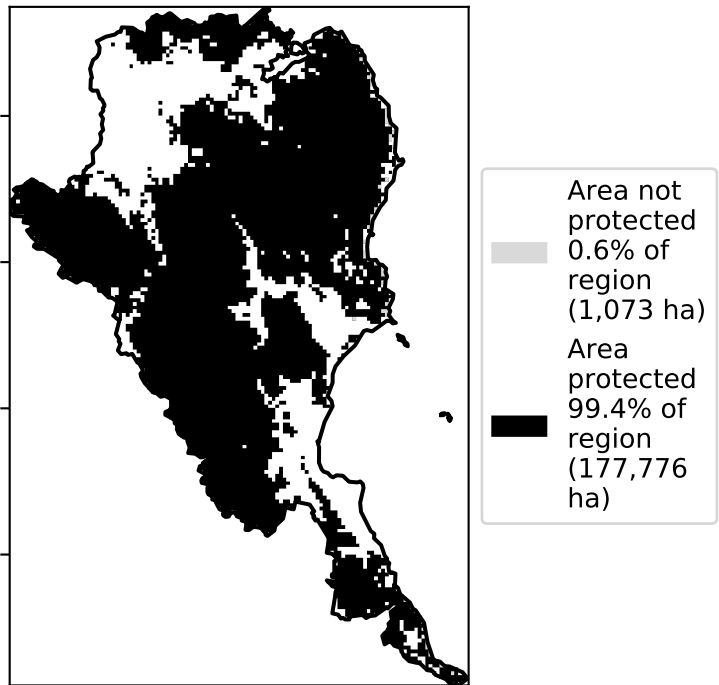 Area not
protected
0.6% of
region
(1,073 ha)
Area
protected
99.4% of
region
(177,776
ha)